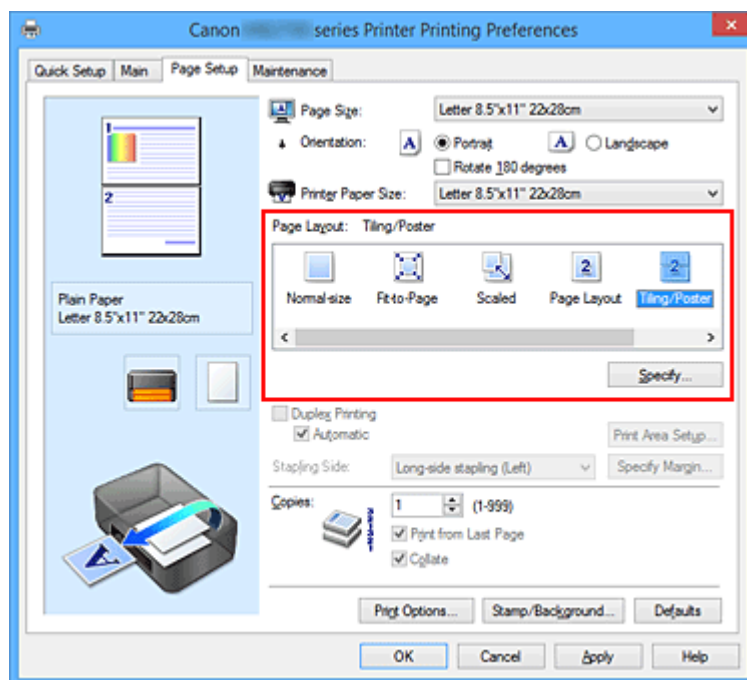 Canon series Printer Printing Preferences
Quick Setup Main Page Setup Maintenance
1
2
Page Size: Letter 8.5"x11" 22x28cm
Orientation: A Portrait A Landscape
Rotate 180 degrees
Printer Paper Size: Letter 8.5"x11" 22x28cm
Page Layout: Tiling/Poster
2 2
Normal-size Fit-to-Page Scaled Page Layout Tiling/Poster
Plain Paper
Letter 8.5"x11" 22x28cm
Specify...
Duplex Printing
Automatic
Print Area Setup...
Stapling Side: Long-side stapling (Left) Specify Margin...
Copies: 1 (1-999)
Print from Last Page
Collate
A
Print Options... Stamp/Background... Defaults
OK Cancel Apply Help